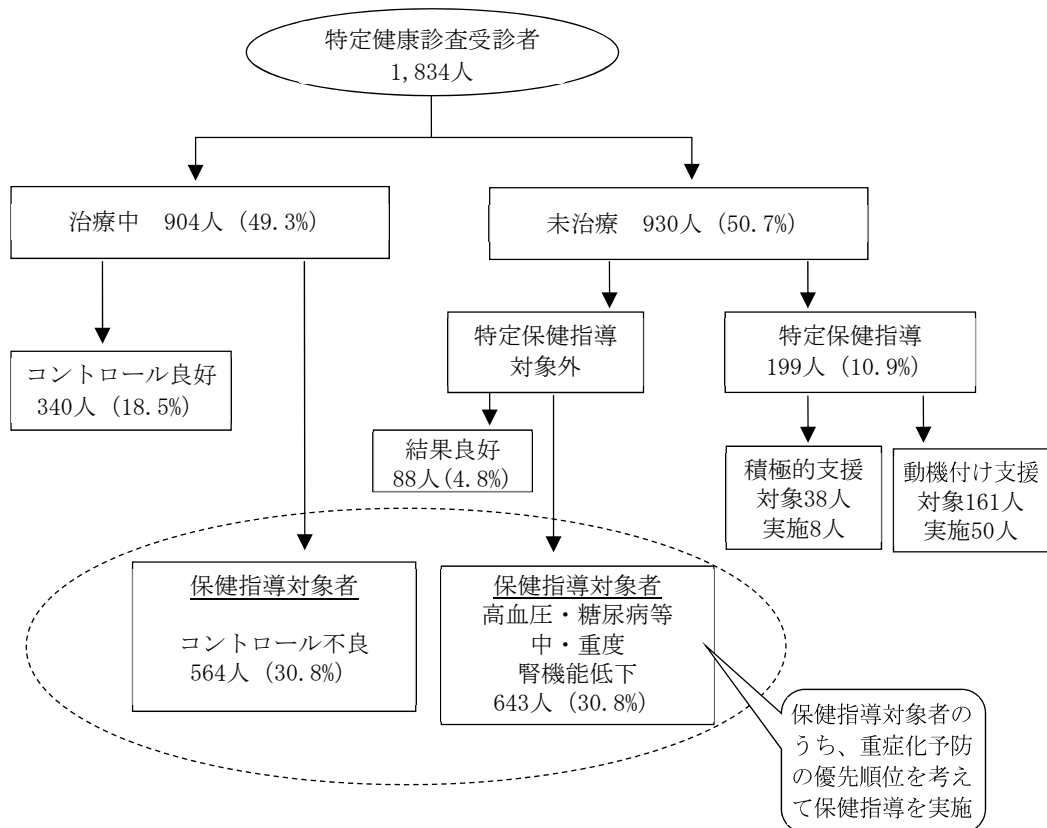 特定健康診査受診者
1,834人
治療中　904人 (49.3%)
未治療　930人 (50.7%)
特定保健指導
対象外
特定保健指導
199人 (10.9%)
コントロール良好
340人 (18.5%)
結果良好
88人(4.8%)
積極的支援
対象38人
実施8人
動機付け支援
対象161人
実施50人
保健指導対象者
コントロール不良
564人 (30.8%)
保健指導対象者
高血圧・糖尿病等
中・重度
腎機能低下
643人 (30.8%)
保健指導対象者の
うち、重症化予防
の優先順位を考え
て保健指導を実施